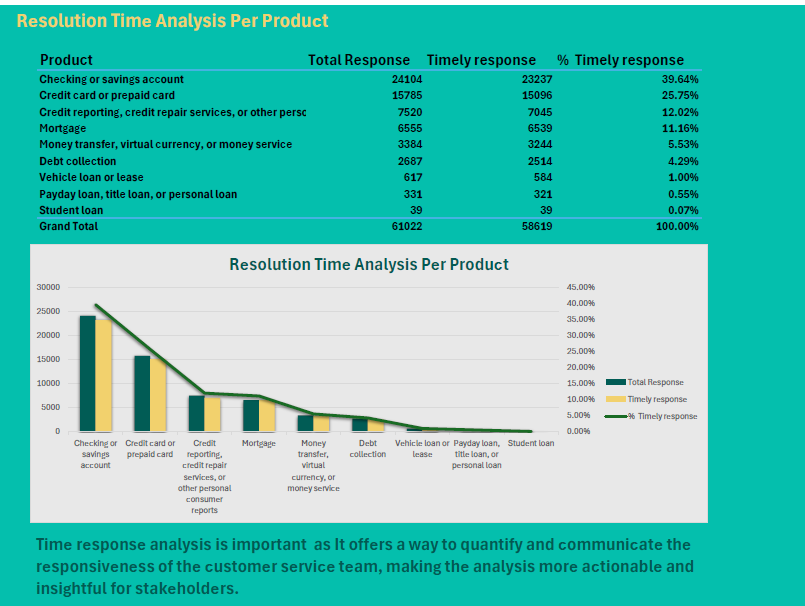 Resolution Time Analysis Per Product
Product Total Response Timely response % Timely response
Checking or savings account 24104 23237 39.64%
Credit card or prepaid card 15785 15096 25.75%
Credit reporting, credit repair services, or other persc 7520 7045 12.02%
Mortgage 6555 6539 11.16%
Money transfer, virtual currency, or money service 3384 3244 5.53%
Debt collection 2687 2514 4.29%
Vehicle loan or lease 617 584 1.00%
Payday loan, title loan, or personal loan 331 321 0.55%
Student loan 39 39 0.07%
Grand Total 61022 58619 100.00%
Resolution Time Analysis Per Product
30000
25000
20000
15000
10000
5000
0
45.00%
40.00%
35.00%
30.00%
25.00%
20.00%
15.00%
10.00%
5.00%
0.00%
Total Response
Timely response
% Timely response
Checking or
savings
account
Credit card or
prepaid card
Credit
reporting,
credit repair
services, or
other personal
consumer
reports
Mortgage
Money
transfer,
virtual
currency, or
money service
Debt
collection
Vehicle loan or
lease
Payday loan,
title loan, or
personal loan
Student loan
Time response analysis is important as It offers a way to quantify and communicate the
responsiveness of the customer service team, making the analysis more actionable and
insightful for stakeholders.